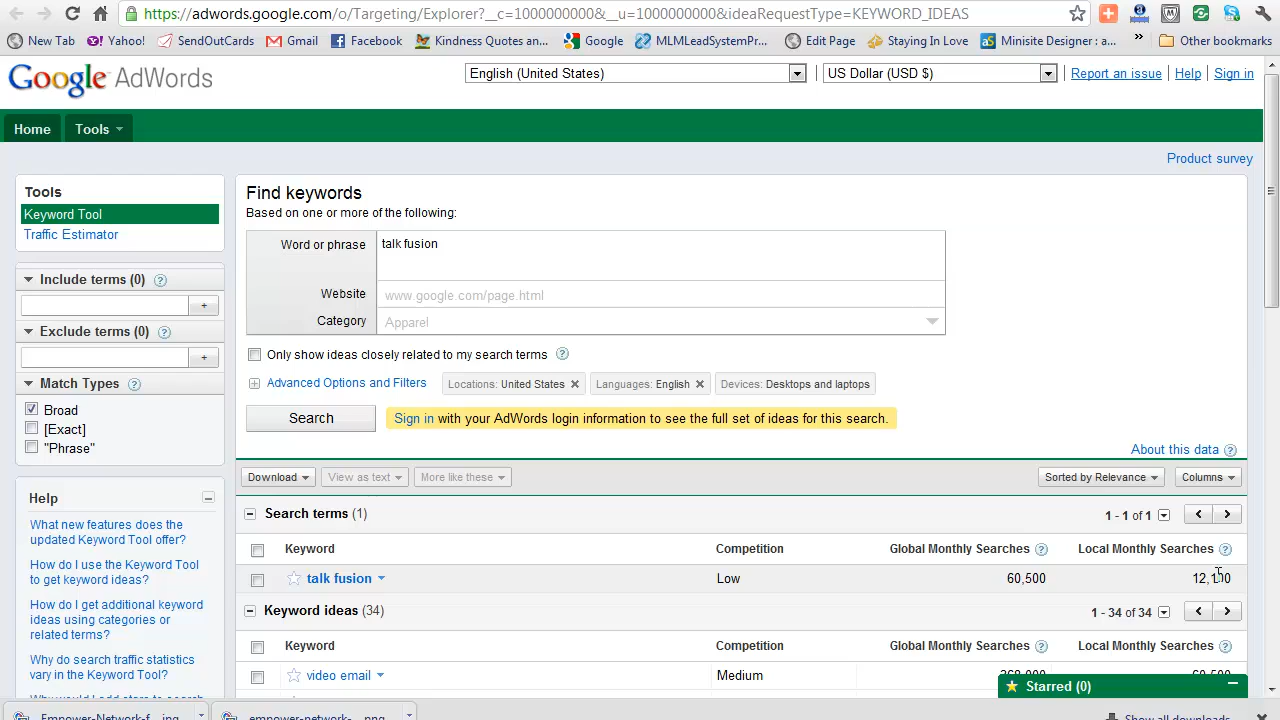 https://adwords.google.com/o/Targeting/Explorer?__c=1000000000&__u=1000000000&ideaRequestType=KEYWORD_IDEAS
New Tab Yahoo! SendOutCards Gmail Facebook Kindness Quotes an... Google MLMLeadSystemPr... Edit Page Staying In Love Minisite Designer : a... » Other bookmarks
Google AdWords English (United States) US Dollar (USD $) Report an issue Help Sign in
Home Tools
Product survey
Tools
Keyword Tool
Traffic Estimator
Include terms (0) ?
+
Exclude terms (0) ?
+
Match Types ?
Broad
[Exact]
"Phrase"
Help
What new features does the
updated Keyword Tool offer?
How do I use the Keyword Tool
to get keyword ideas?
How do I get additional keyword
ideas using categories or
related terms?
Why do search traffic statistics
vary in the Keyword Tool?
Find keywords
Based on one or more of the following:
Word or phrase talk fusion
Website www.google.com/page.html
Category Apparel
Only show ideas closely related to my search terms ?
Advanced Options and Filters Locations: United States × Languages: English × Devices: Desktops and laptops
Search Sign in with your AdWords login information to see the full set of ideas for this search.
About this data ?
Download View as text More like these Sorted by Relevance Columns
Search terms (1) 1 - 1 of 1
Keyword Competition Global Monthly Searches ? Local Monthly Searches ?
talk fusion Low 60,500 12,100
Keyword ideas (34) 1 - 34 of 34
Keyword Competition Global Monthly Searches ? Local Monthly Searches ?
video email Medium
Starred (0)
Empower-Network-f....jpg empower-network-....png Show all downloads...